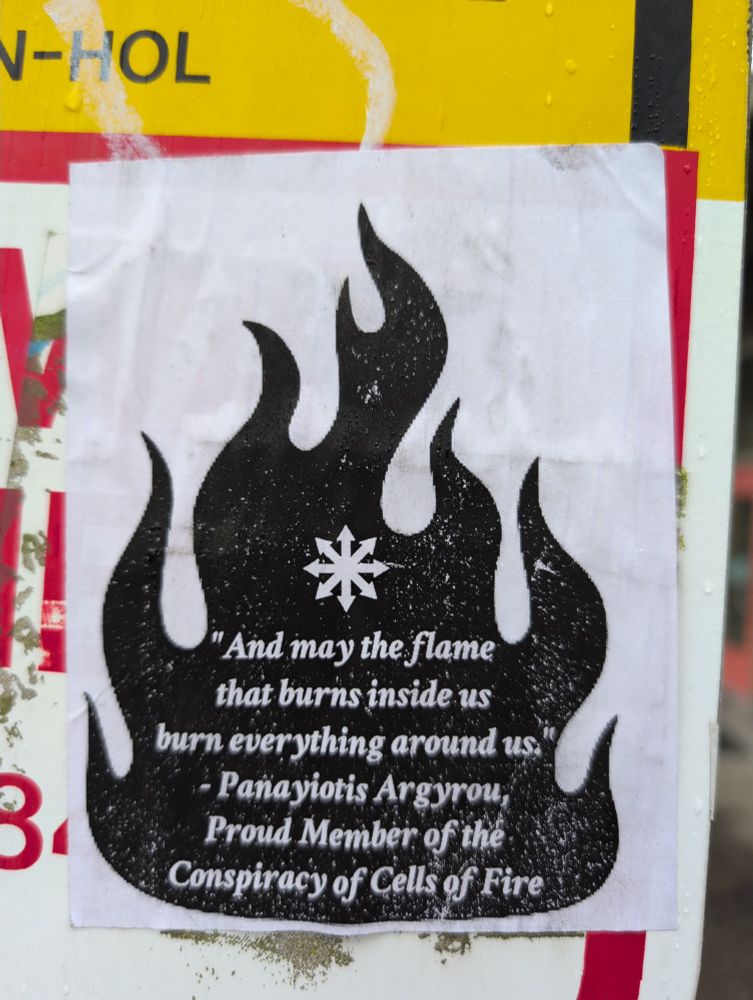 N-HOL
"And may the flame
that burns inside us
burn everything around us."
- Panayiotis Argyrou,
Proud Member of the
Conspiracy of Cells of Fire
84